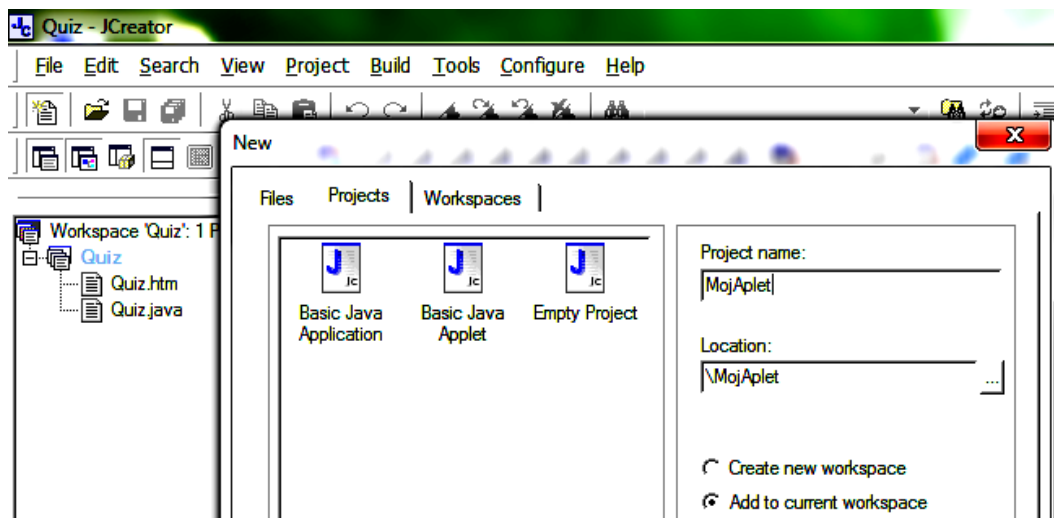 Quiz - JCreator
File Edit Search View Project Build Tools Configure Help
New
Files Projects Workspaces
Workspace 'Quiz': 1 P
Quiz
Quiz.htm
Quiz.java
Basic Java Application
Basic Java Applet
Empty Project
Project name:
MojAplet
Location:
\MojAplet
...
Create new workspace
Add to current workspace